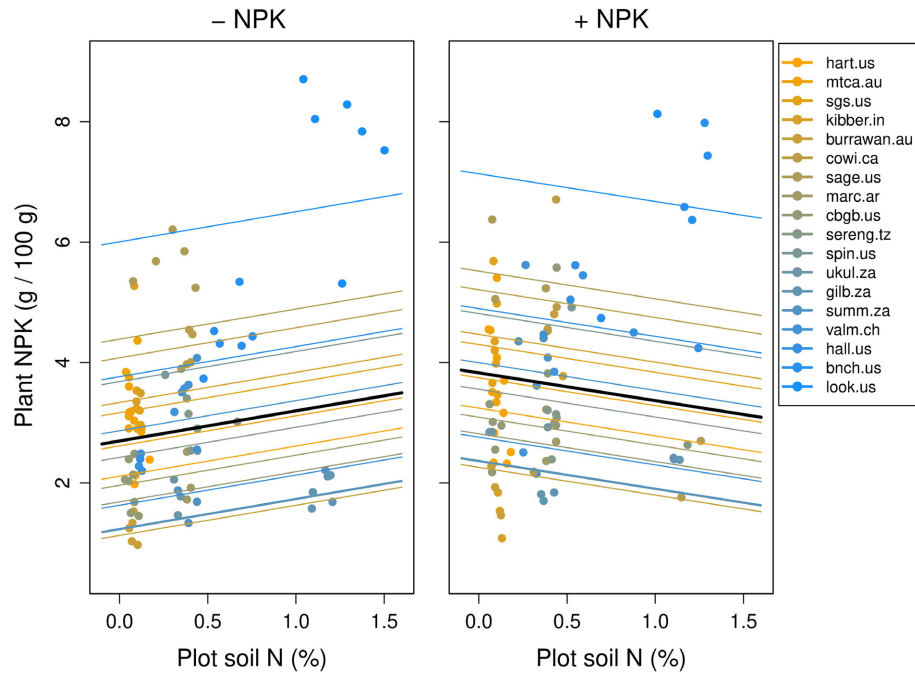 − NPK
+ NPK
Plant NPK (g / 100 g)
8
6
4
2
0.0 0.5 1.0 1.5
0.0 0.5 1.0 1.5
Plot soil N (%)
Plot soil N (%)
hart.us
mtca.au
sgs.us
kibber.in
burrawan.au
cowi.ca
sage.us
marc.ar
cbgb.us
sereng.tz
spin.us
ukul.za
gilb.za
summ.za
valm.ch
hall.us
bnch.us
look.us